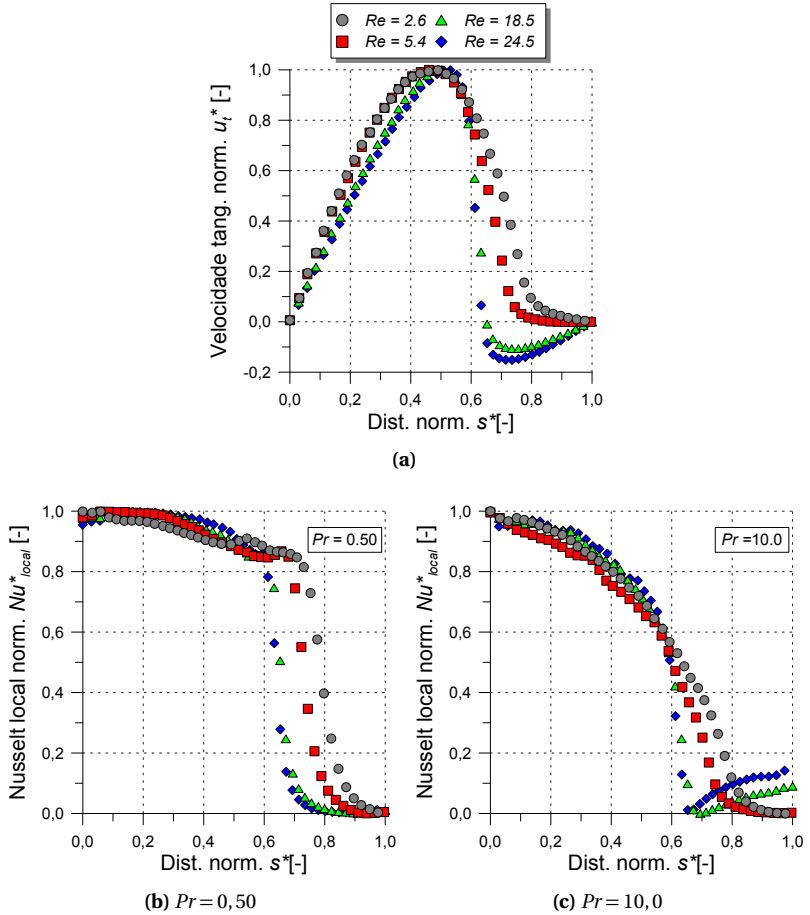 Re = 2.6 Re = 18.5
Re = 5.4 Re = 24.5
Velocidade tang. norm. u_t* [-]
1,0
0,8
0,6
0,4
0,2
0,0
-0,2
0,0 0,2 0,4 0,6 0,8 1,0
Dist. norm. s*[-]
(a)
Nusselt local norm. Nu*_local [-]
1,0
0,8
0,6
0,4
0,2
0,0
Pr = 0.50
0,0 0,2 0,4 0,6 0,8 1,0
Dist. norm. s*[-]
(b) Pr = 0, 50
Nusselt local norm. Nu*_local [-]
1,0
0,8
0,6
0,4
0,2
0,0
Pr =10.0
0,0 0,2 0,4 0,6 0,8 1,0
Dist. norm. s*[-]
(c) Pr = 10, 0